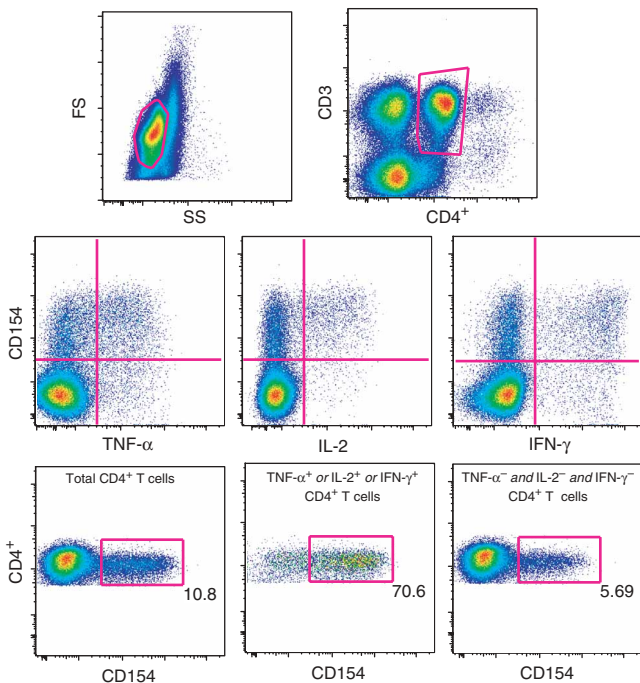 FS
SS
CD3
CD4⁺
CD154
TNF-α
IL-2
IFN-γ
CD4⁺
Total CD4⁺ T cells
10.8
CD154
TNF-α⁺ or IL-2⁺ or IFN-γ⁺
CD4⁺ T cells
70.6
CD154
TNF-α⁻ and IL-2⁻ and IFN-γ⁻
CD4⁺ T cells
5.69
CD154